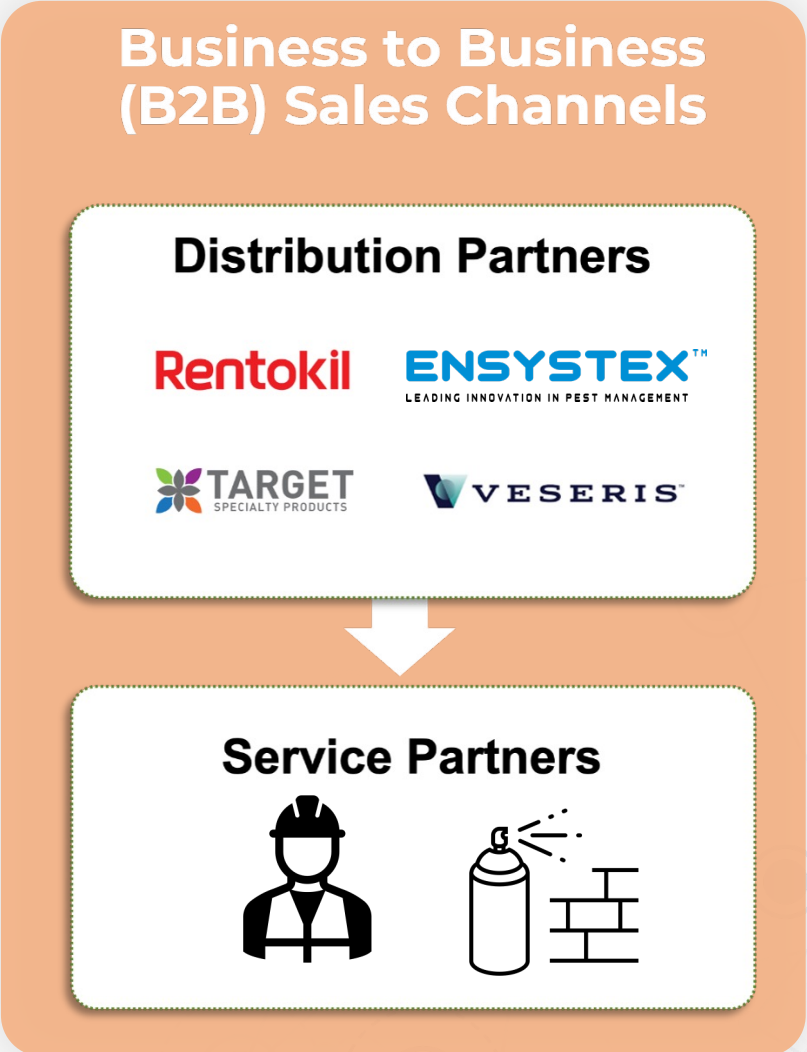 Business to Business
(B2B) Sales Channels
Distribution Partners
Rentokil
ENSYSTEX™
LEADING INNOVATION IN PEST MANAGEMENT
TARGET
SPECIALTY PRODUCTS
VESERIS™
Service Partners